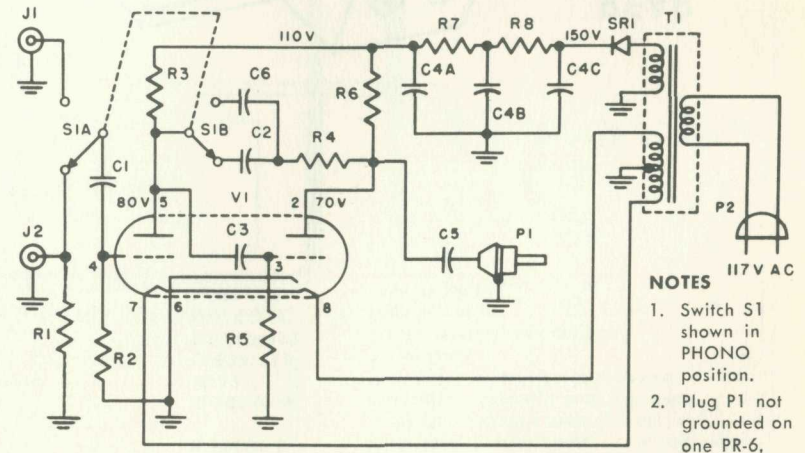 J1
110V
150V
SR1
T1
R7
R8
R3
C6
C4A
C4C
R6
S1A
S1B
C2
R4
C4B
C1
V1
80V 5
2 70V
P2
J2
C3
C5
P1
4
3
117V AC
7
6
8
R1
R2
R5
NOTES
1. Switch S1
shown in
PHONO
position.
2. Plug P1 not
grounded on
one PR-6,